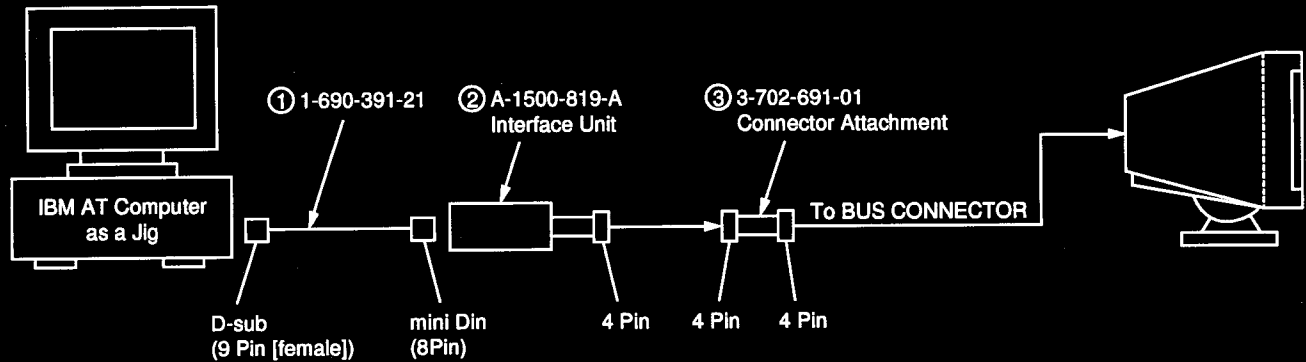 ① 1-690-391-21
② A-1500-819-A
Interface Unit
③ 3-702-691-01
Connector Attachment
IBM AT Computer
as a Jig
To BUS CONNECTOR
D-sub
(9 Pin [female])
mini Din
(8Pin)
4 Pin
4 Pin
4 Pin